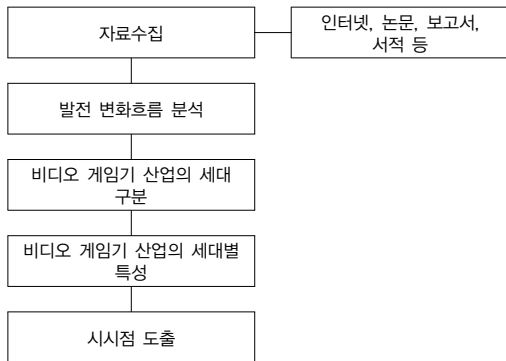 자료수집
인터넷, 논문, 보고서,
서적 등
발전 변화흐름 분석
비디오 게임기 산업의 세대
구분
비디오 게임기 산업의 세대별
특성
시시점 도출